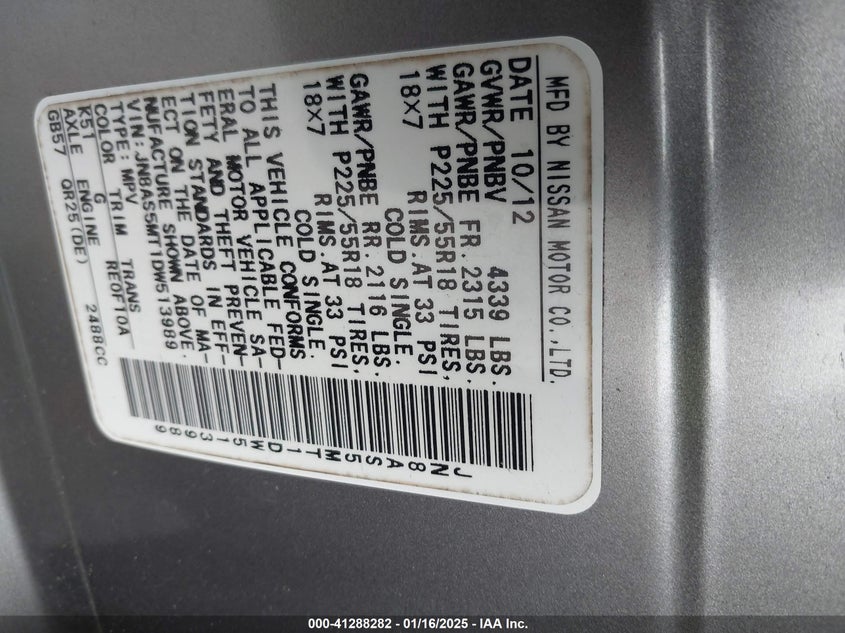 MFD BY NISSAN MOTOR CO.,LTD.
DATE 10/12
GVWR/PNBV 4339 LBS.
GAWR/PNBE FR.2315 LBS.
WITH P225/55R18 TIRES,
18X7 RIMS.AT 33 PSI
COLD SINGLE.
GAWR/PNBE RR.2116 LBS.
WITH P225/55R18 TIRES,
18X7 RIMS.AT 33 PSI
COLD SINGLE.
THIS VEHICLE CONFORMS
TO ALL APPLICABLE FED-
ERAL MOTOR VEHICLE SA-
FETY AND THEFT PREVEN-
TION STANDARDS IN EFF-
ECT ON THE DATE OF MA-
NUFACTURE SHOWN ABOVE.
VIN:JN8AS5MT1DW513989
TYPE:MPV
COLOR TRIM TRANS
K51 G RE0F10A
AXLE ENGINE
GB57 QR25(DE) 2488CC
JN8AS5MT1DW513989
000-41288282 - 01/16/2025 - IAA Inc.